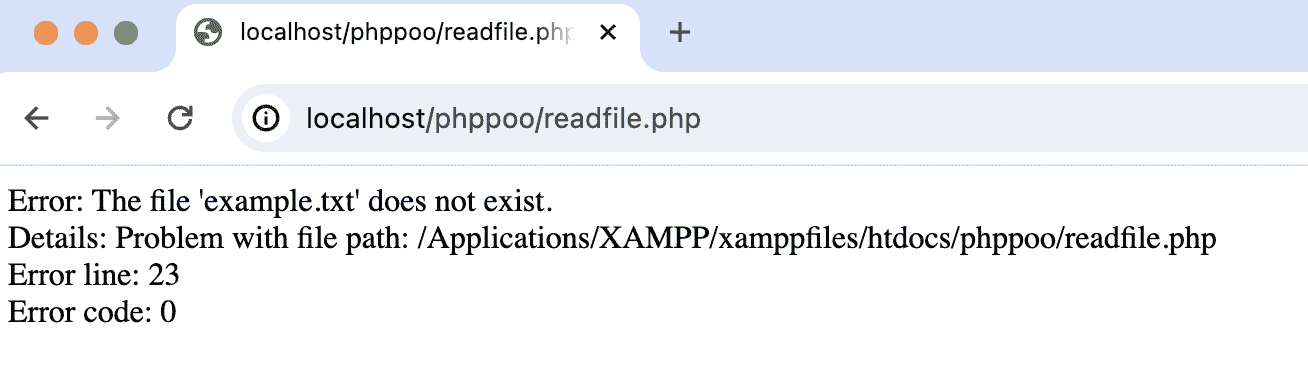 localhost/phppoo/readfile.php
localhost/phppoo/readfile.php
Error: The file 'example.txt' does not exist.
Details: Problem with file path: /Applications/XAMPP/xamppfiles/htdocs/phppoo/readfile.php
Error line: 23
Error code: 0